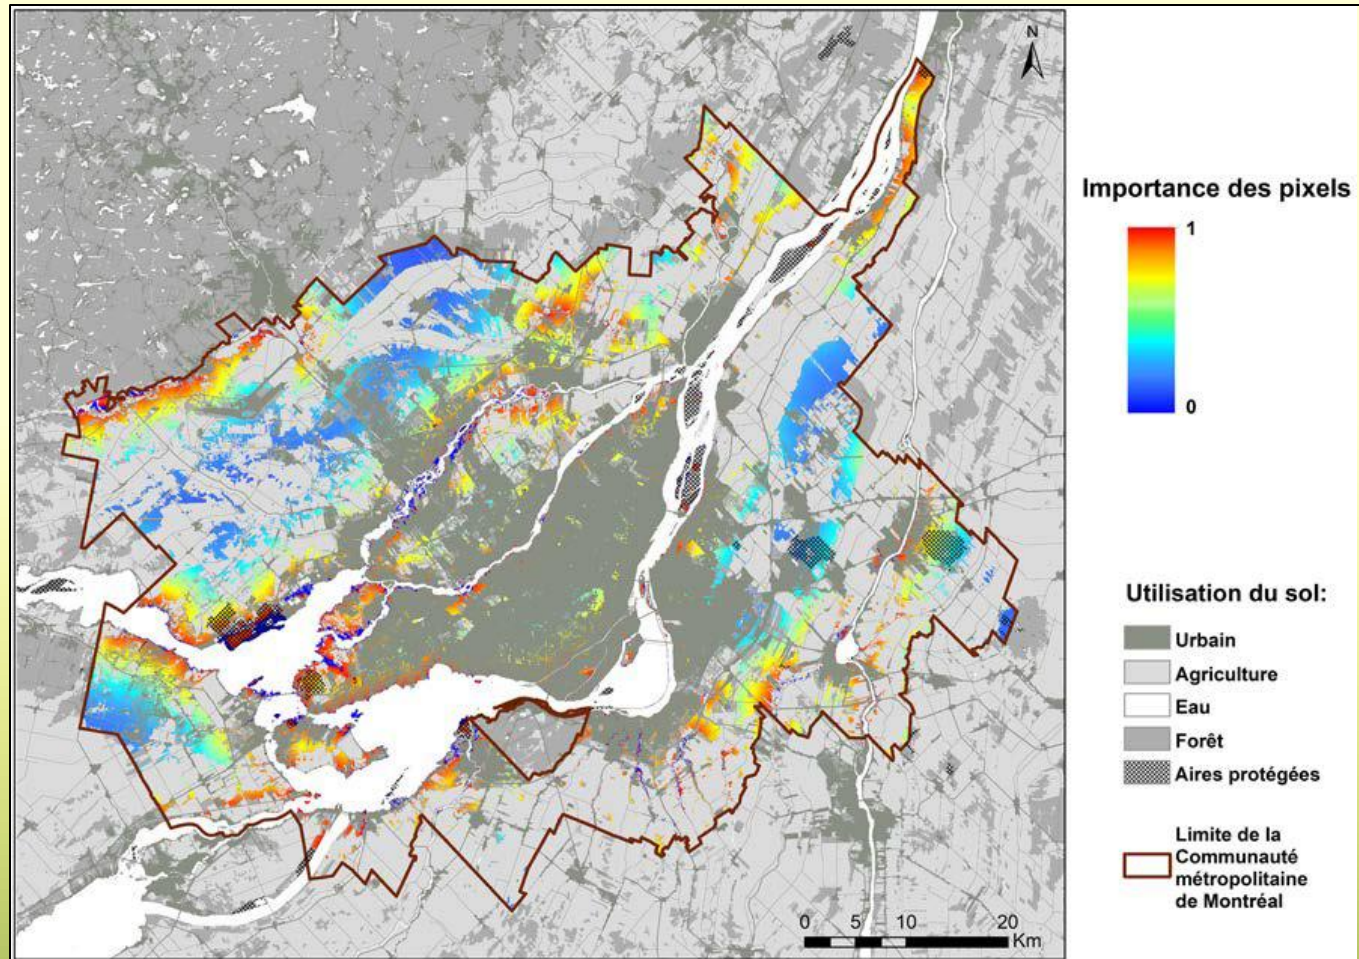 N
Importance des pixels
1
0
Utilisation du sol:
Urbain
Agriculture
Eau
Forêt
Aires protégées
Limite de la
Communauté
métropolitaine
de Montréal
0 5 10 20
Km